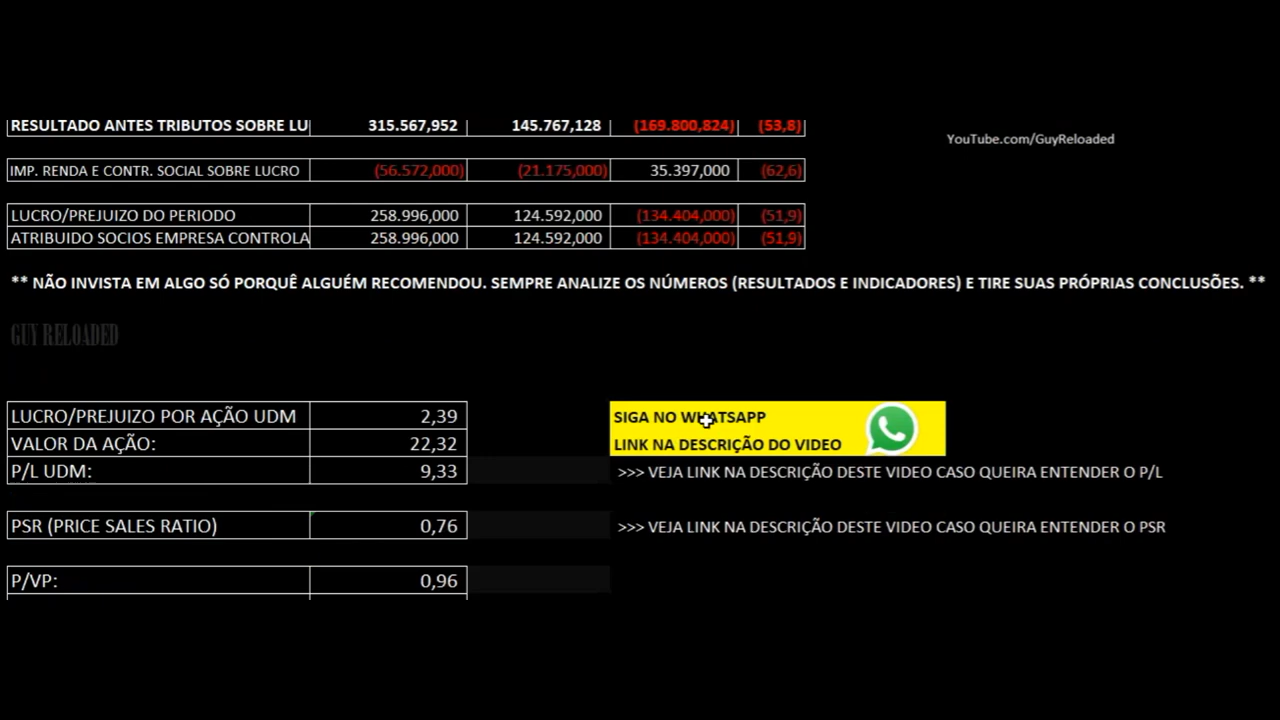 RESULTADO ANTES TRIBUTOS SOBRE LU 315.567,952 145.767,128 (169.800,824) (53,8)
YouTube.com/GuyReloaded
IMP. RENDA E CONTR. SOCIAL SOBRE LUCRO (56.572,000) (21.175,000) 35.397,000 (62,6)
LUCRO/PREJUIZO DO PERIODO 258.996,000 124.592,000 (134.404,000) (51,9)
ATRIBUIDO SOCIOS EMPRESA CONTROLA 258.996,000 124.592,000 (134.404,000) (51,9)
** NÃO INVISTA EM ALGO SÓ PORQUÊ ALGUÉM RECOMENDOU. SEMPRE ANALIZE OS NÚMEROS (RESULTADOS E INDICADORES) E TIRE SUAS PRÓPRIAS CONCLUSÕES. **
GUY RELOADED
LUCRO/PREJUIZO POR AÇÃO UDM 2,39
SIGA NO WHATSAPP
VALOR DA AÇÃO: 22,32
LINK NA DESCRIÇÃO DO VIDEO
P/L UDM: 9,33 >>> VEJA LINK NA DESCRIÇÃO DESTE VIDEO CASO QUEIRA ENTENDER O P/L
PSR (PRICE SALES RATIO) 0,76 >>> VEJA LINK NA DESCRIÇÃO DESTE VIDEO CASO QUEIRA ENTENDER O PSR
P/VP: 0,96